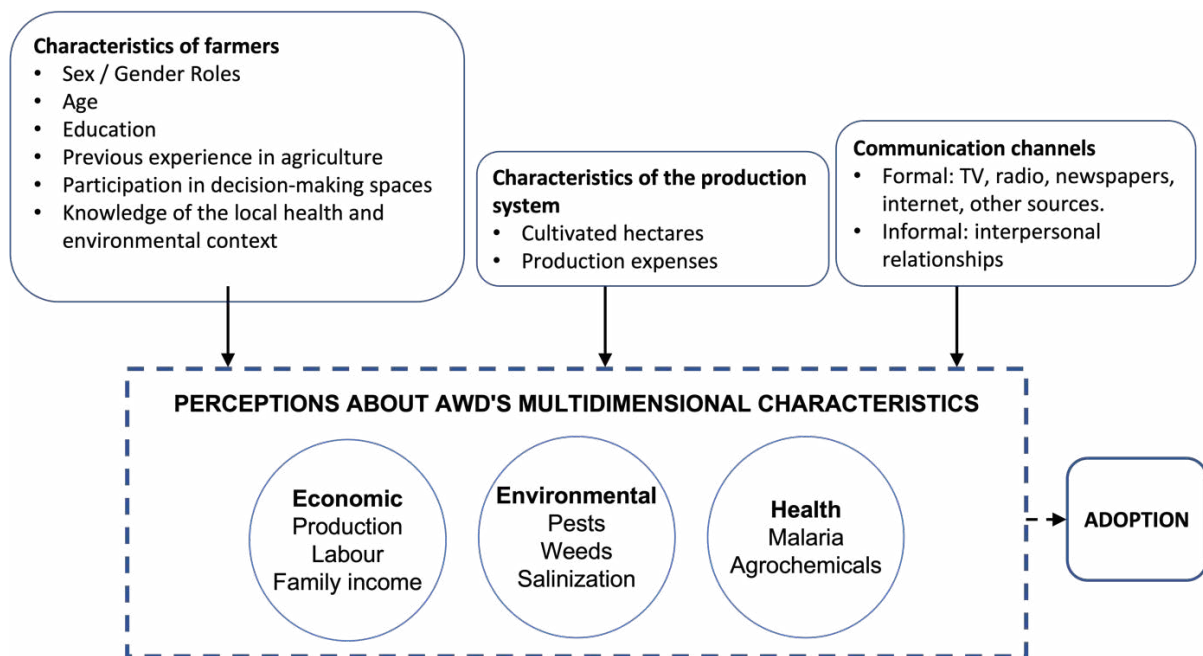 Characteristics of farmers
• Sex / Gender Roles
• Age
• Education
• Previous experience in agriculture
• Participation in decision-making spaces
• Knowledge of the local health and
environmental context
Characteristics of the production
system
• Cultivated hectares
• Production expenses
Communication channels
• Formal: TV, radio, newspapers,
internet, other sources.
• Informal: interpersonal
relationships
PERCEPTIONS ABOUT AWD'S MULTIDIMENSIONAL CHARACTERISTICS
Economic
Production
Labour
Family income
Environmental
Pests
Weeds
Salinization
Health
Malaria
Agrochemicals
ADOPTION